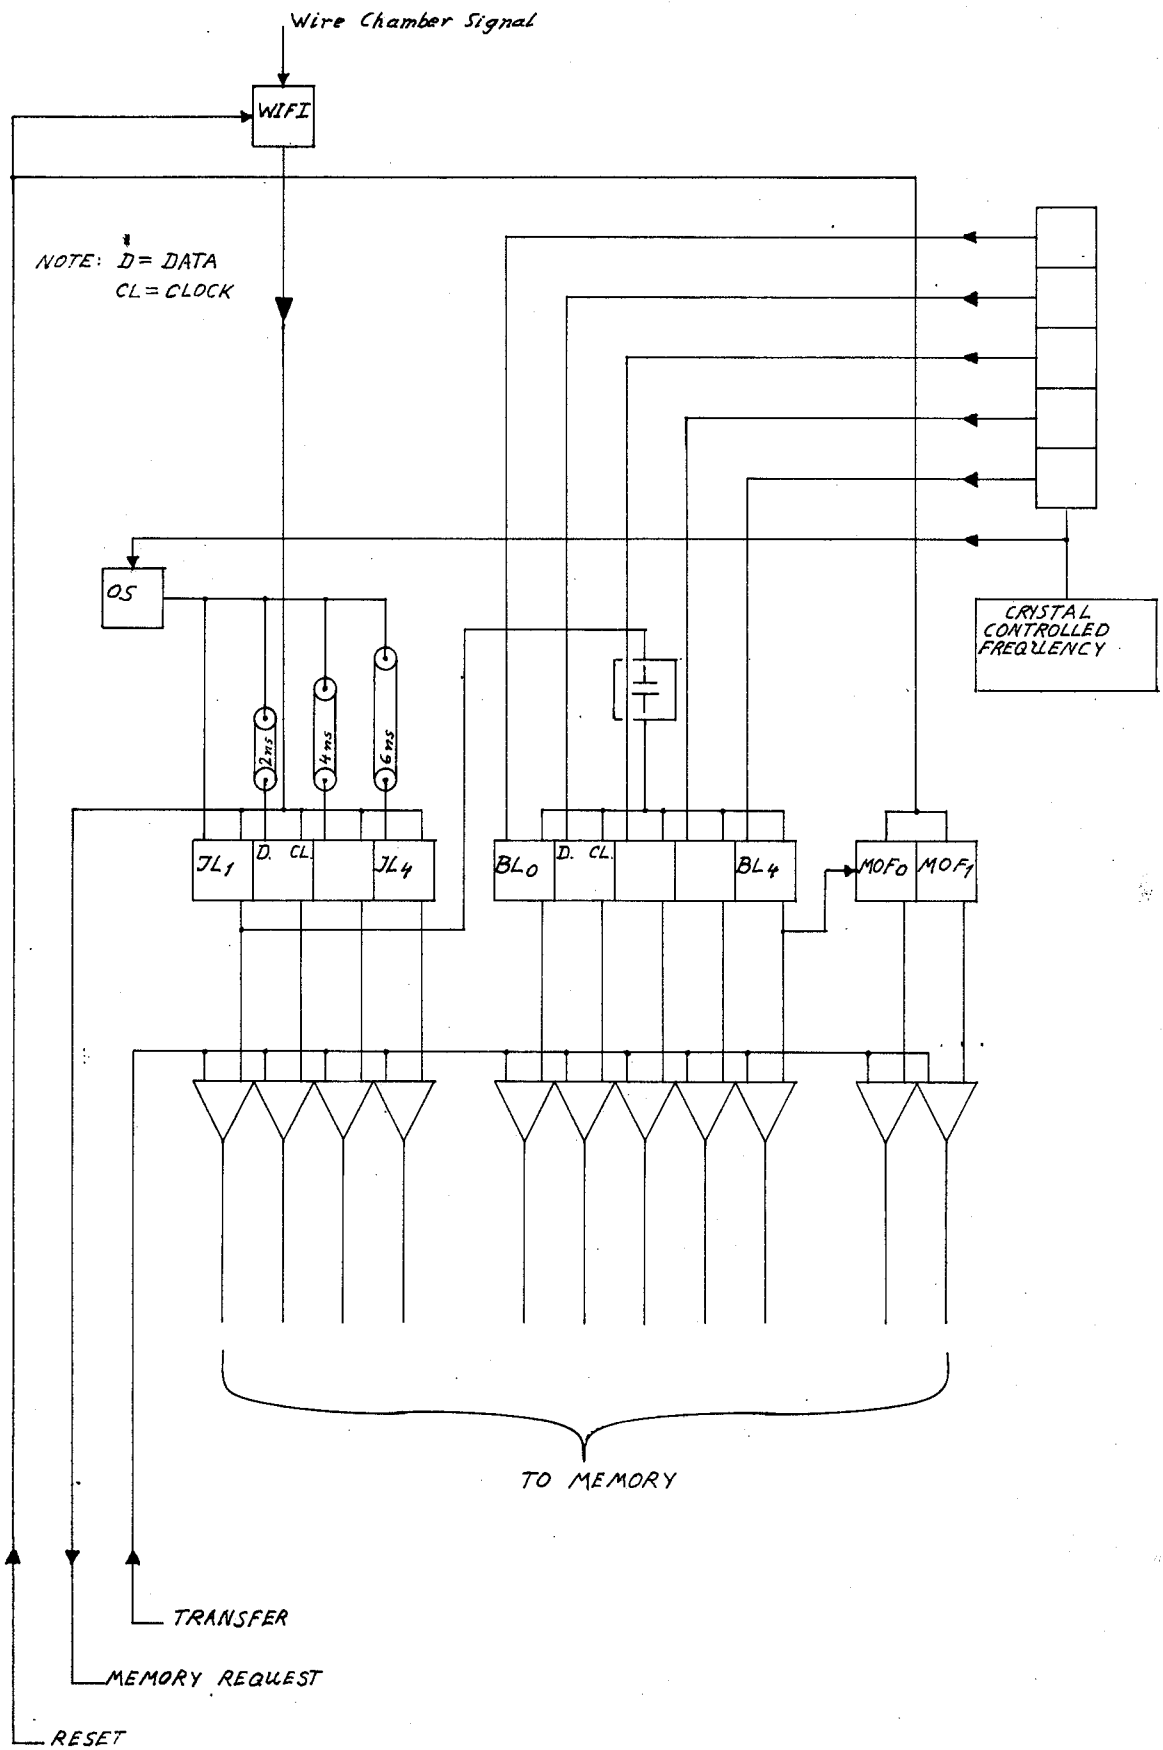 Wire Chamber Signal
WIFI
NOTE: D = DATA
CL = CLOCK
OS
CRYSTAL
CONTROLLED
FREQUENCY
2ns
4ns
6ns
JL1
D. CL.
JL4
BL0
D. CL.
BL4
MOF0
MOF1
TO MEMORY
TRANSFER
MEMORY REQUEST
RESET